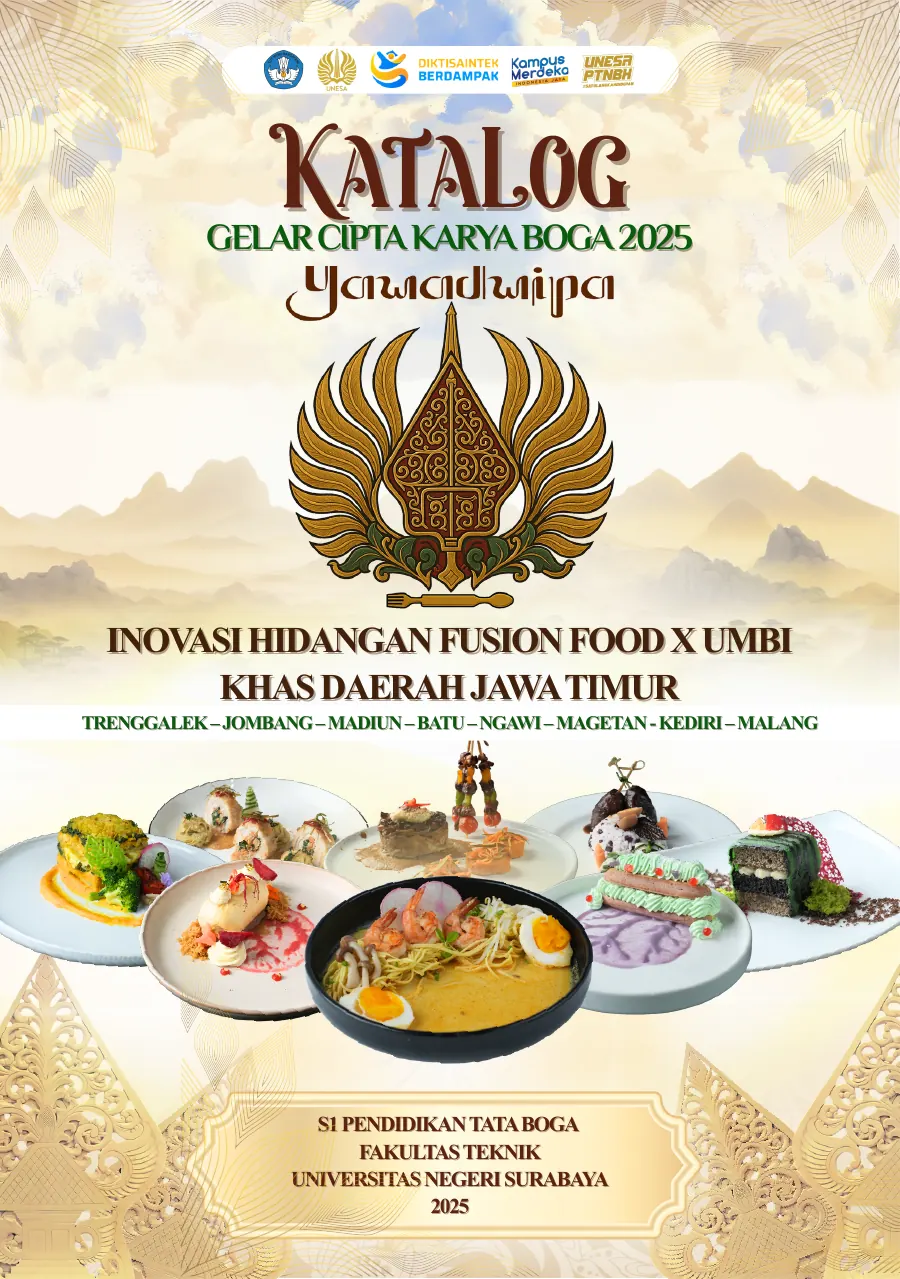 UNESA
DIKTISAINTEK
BERDAMPAK
Kampus
Merdeka
INDONESIA JAYA
UNESA
PTNBH
KATALOG
GELAR CIPTA KARYA BOGA 2025
Yawadwipa
INOVASI HIDANGAN FUSION FOOD X UMBI
KHAS DAERAH JAWA TIMUR
TRENGGALEK – JOMBANG – MADIUN – BATU – NGAWI – MAGETAN - KEDIRI – MALANG
S1 PENDIDIKAN TATA BOGA
FAKULTAS TEKNIK
UNIVERSITAS NEGERI SURABAYA
2025